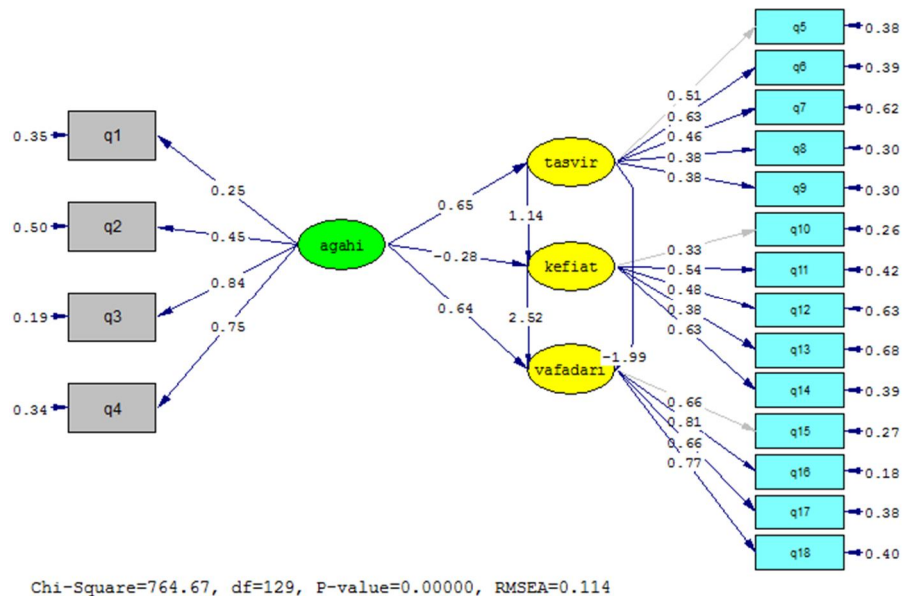 0.38
q5
0.39
q6
0.51
0.62
q7
0.63
0.35
q1
0.46
0.30
q8
tasvir
0.38
0.38
0.30
q9
0.25
0.65
1.14
q10
0.26
0.50
q2
0.45
agahi
0.33
-0.28
kefiat
0.54
q11
0.42
0.84
0.48
q12
0.63
0.38
0.19
q3
0.64
2.52
0.63
q13
0.68
0.75
-1.99
vafadari
q14
0.39
0.34
q4
0.66
0.81
q15
0.27
0.66
0.77
q16
0.18
q17
0.38
q18
0.40
Chi-Square=764.67, df=129, P-value=0.00000, RMSEA=0.114